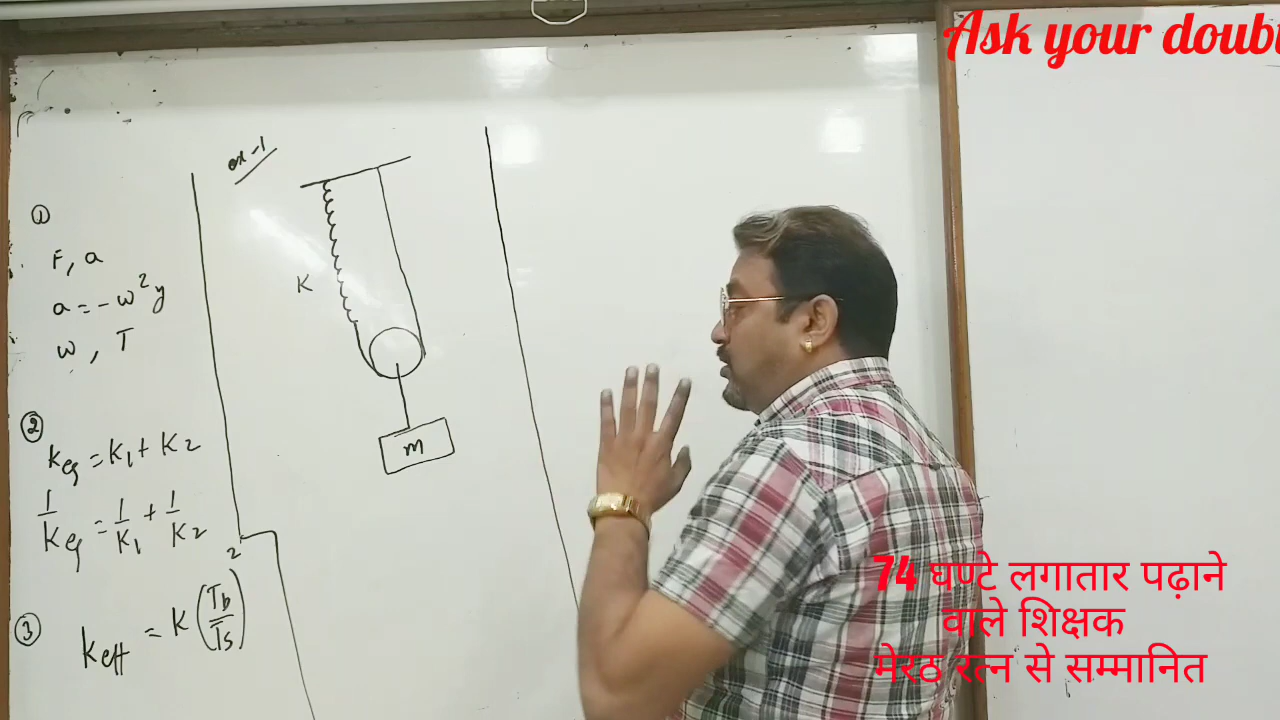 Ask your doubt
ex-1
①
F, a
a = -ω²y
ω, T
K
m
②
Keq = K₁ + K₂
1/Keq = 1/K₁ + 1/K₂
③
Keff = K (Tb/Ts)²
74 घण्टे लगातार पढ़ाने
वाले शिक्षक
मेरठ रत्न से सम्मानित